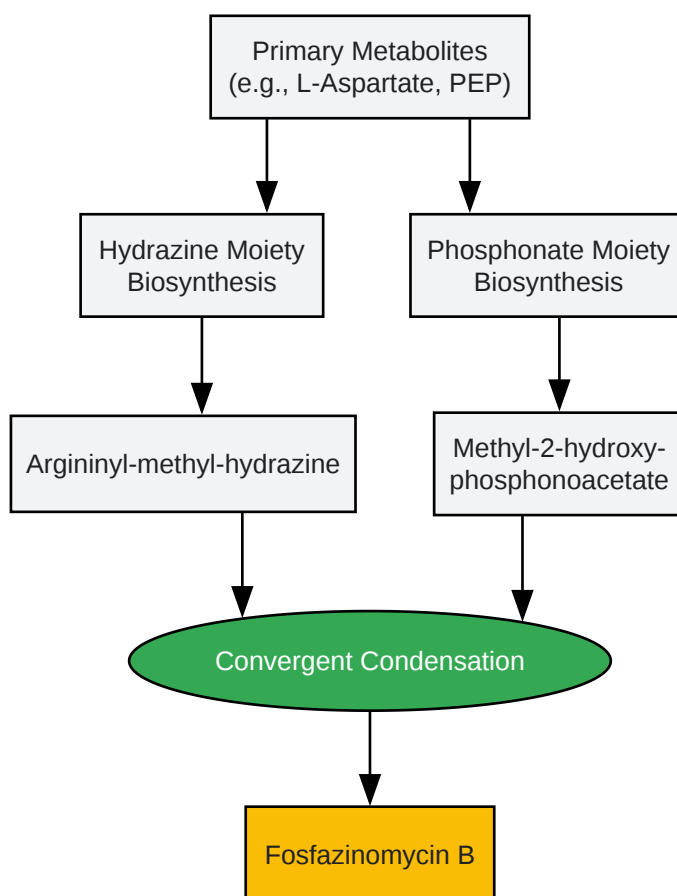 Primary Metabolites
(e.g., L-Aspartate, PEP)
Hydrazine Moiety
Biosynthesis
Phosphonate Moiety
Biosynthesis
Argininyl-methyl-hydrazine
Methyl-2-hydroxy-
phosphonoacetate
Convergent Condensation
Fosfazinomycin B